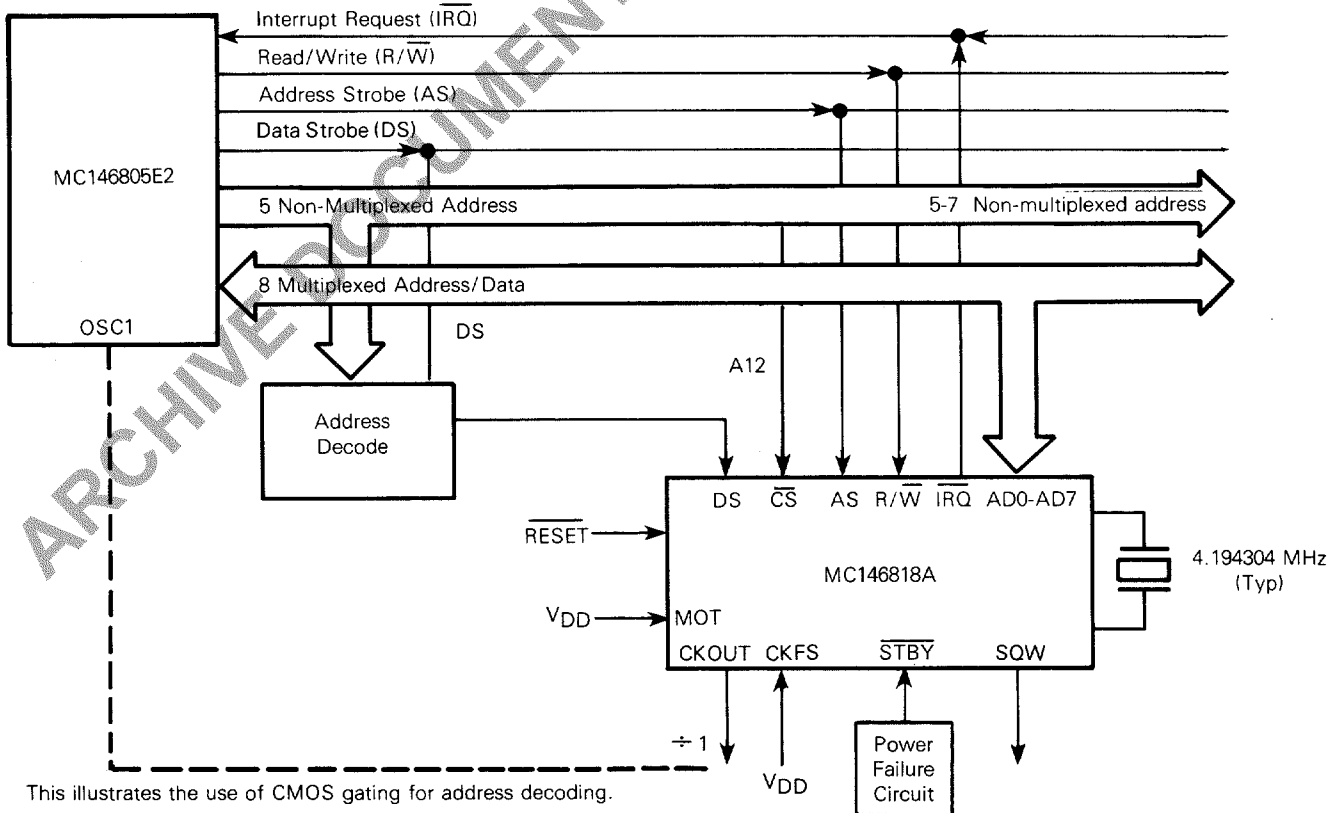 Interrupt Request (IRQ)
Read/Write (R/W)
Address Strobe (AS)
Data Strobe (DS)
MC146805E2
5 Non-Multiplexed Address
5-7 Non-multiplexed address
8 Multiplexed Address/Data
OSC1
DS
A12
Address
Decode
DS CS AS R/W IRQ AD0-AD7
RESET
MC146818A
4.194304 MHz
(Typ)
VDD
MOT
CKOUT CKFS STBY SQW
÷ 1
VDD
Power
Failure
Circuit
This illustrates the use of CMOS gating for address decoding.
ARCHIVE DOCUMEN